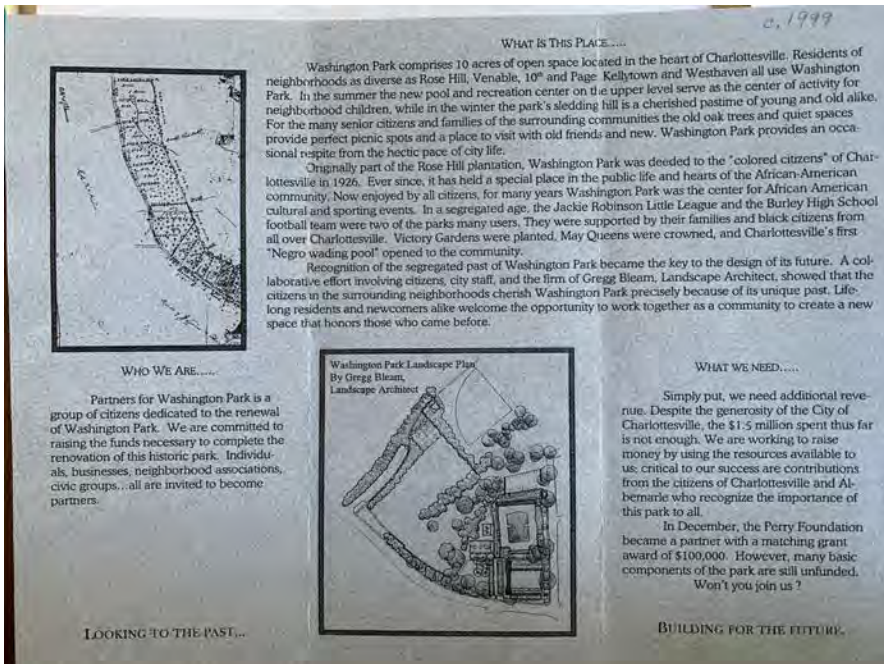 c. 1999
WHAT IS THIS PLACE.....
Washington Park comprises 10 acres of open space located in the heart of Charlottesville. Residents of
neighborhoods as diverse as Rose Hill, Venable, 10th and Page. Kellytown and Westhaven all use Washington
Park. In the summer the new pool and recreation center on the upper level serve as the center of activity for
neighborhood children, while in the winter the park's sledding hill is a cherished pastime of young and old alike.
For the many senior citizens and families of the surrounding communities the old oak trees and quiet spaces
provide perfect picnic spots and a place to visit with old friends and new. Washington Park provides an occa-
sional respite from the hectic pace of city life.
Originally part of the Rose Hill plantation, Washington Park was deeded to the "colored citizens" of Char-
lottesville in 1926. Ever since, it has held a special place in the public life and hearts of the African-American
community. Now enjoyed by all citizens, for many years Washington Park was the center for African American
cultural and sporting events. In a segregated age, the Jackie Robinson Little League and the Burley High School
football team were two of the parks many users. They were supported by their families and black citizens from
all over Charlottesville. Victory Gardens were planted, May Queens were crowned, and Charlottesville's first
"Negro wading pool" opened to the community.
Recognition of the segregated past of Washington Park became the key to the design of its future. A col-
laborative effort involving citizens, city staff, and the firm of Gregg Bleam, Landscape Architect, showed that the
citizens in the surrounding neighborhoods cherish Washington Park precisely because of its unique past. Life-
long residents and newcomers alike welcome the opportunity to work together as a community to create a new
space that honors those who came before.
WHO WE ARE.....
Partners for Washington Park is a
group of citizens dedicated to the renewal
of Washington Park. We are committed to
raising the funds necessary to complete the
renovation of this historic park. Individu-
als, businesses, neighborhood associations,
civic groups...all are invited to become
partners.
LOOKING TO THE PAST...
Washington Park Landscape Plan
By Gregg Bleam,
Landscape Architect
WHAT WE NEED.....
Simply put, we need additional reve-
nue. Despite the generosity of the City of
Charlottesville, the $1.5 million spent thus far
is not enough. We are working to raise
money by using the resources available to
us; critical to our success are contributions
from the citizens of Charlottesville and Al-
bemarle who recognize the importance of
this park to all.
In December, the Perry Foundation
became a partner with a matching grant
award of $100,000. However, many basic
components of the park are still unfunded.
Won't you join us ?
BUILDING FOR THE FUTURE.